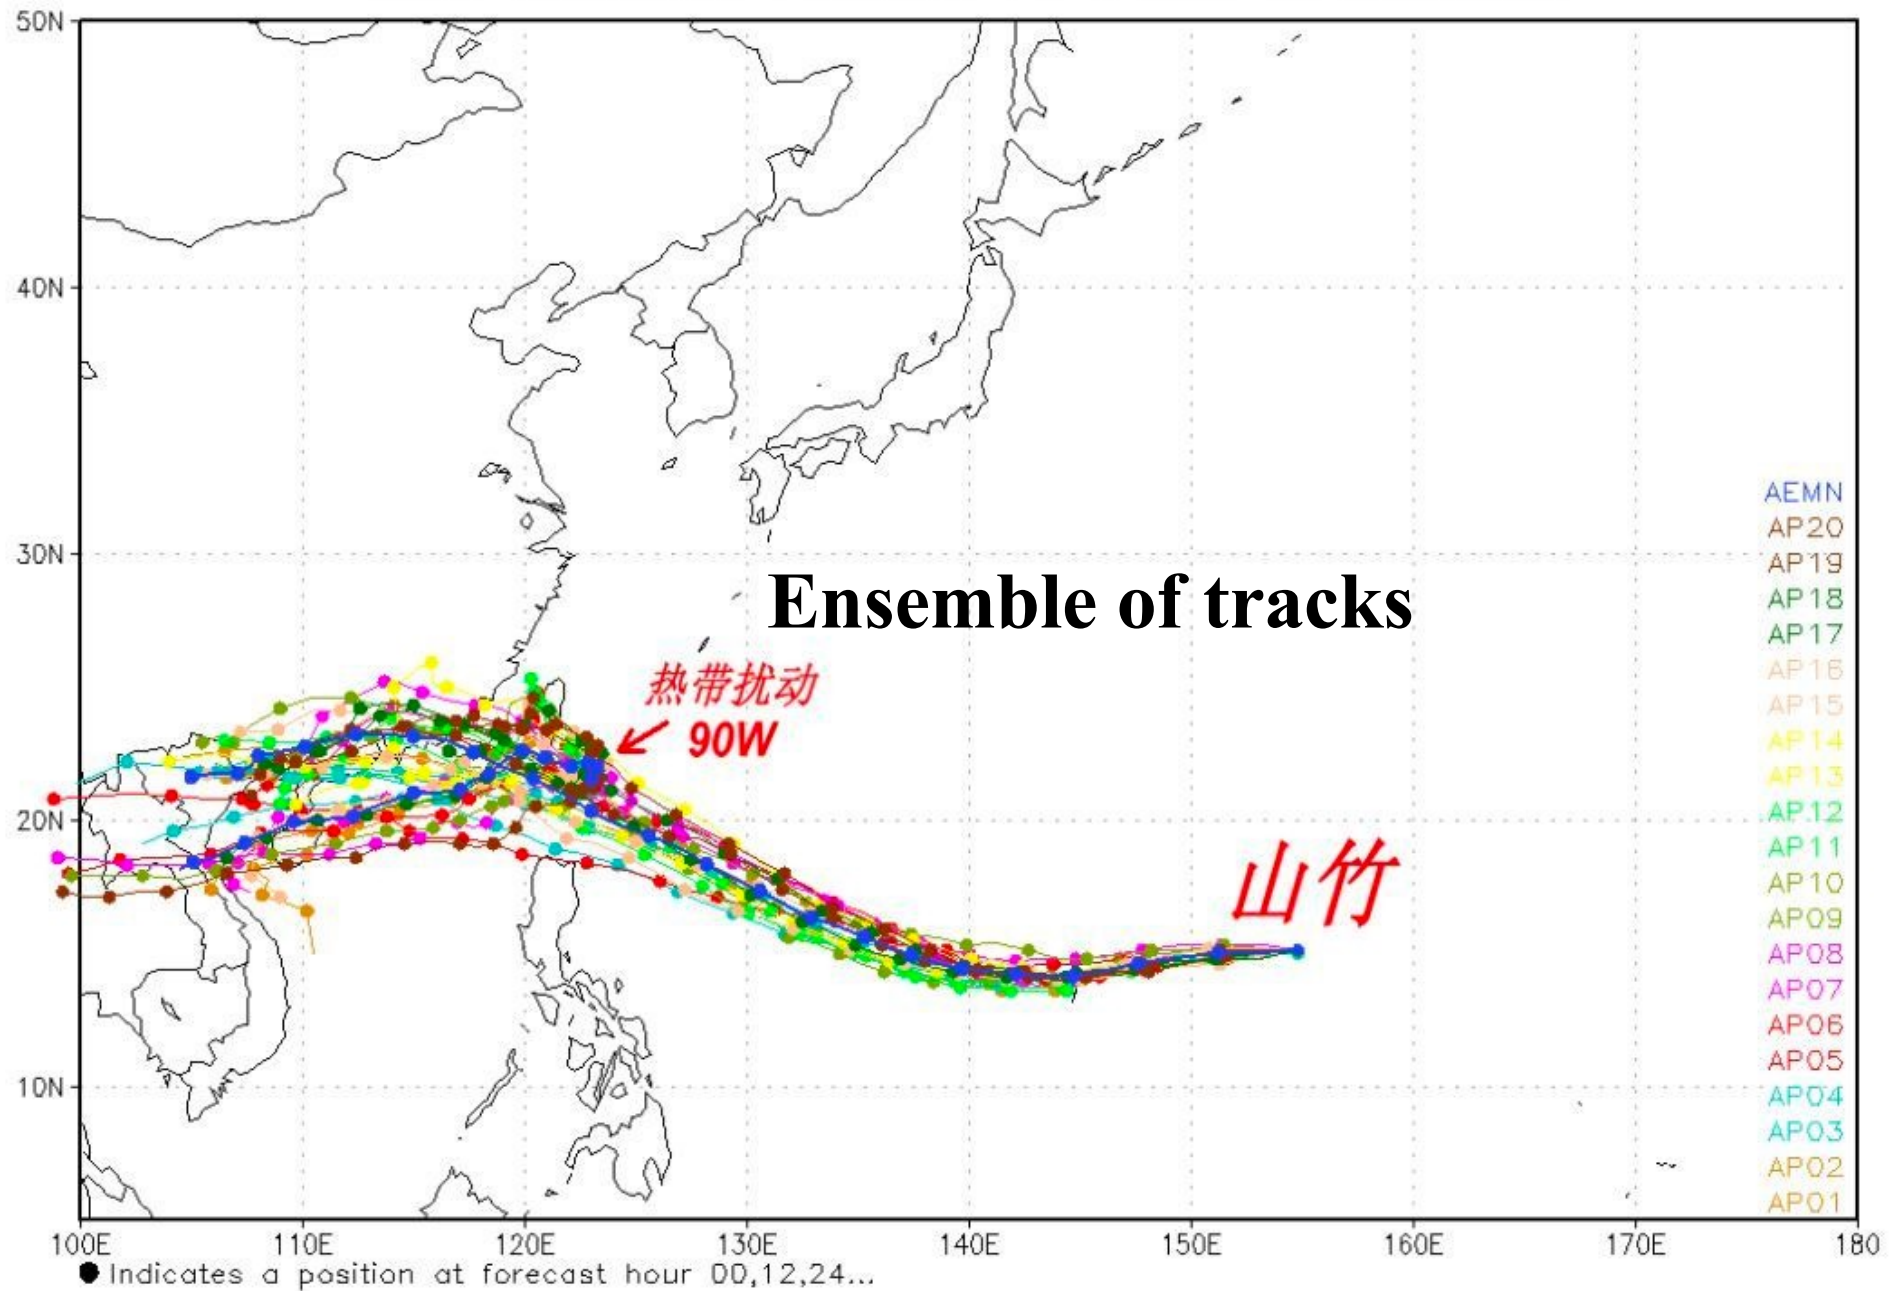 50N
40N
30N
20N
10N
Ensemble of tracks
热带扰动
90W
山竹
AEMN
AP20
AP19
AP18
AP17
AP16
AP15
AP14
AP13
AP12
AP11
AP10
AP09
AP08
AP07
AP06
AP05
AP04
AP03
AP02
AP01
100E 110E 120E 130E 140E 150E 160E 170E 180
Indicates a position at forecast hour 00,12,24...